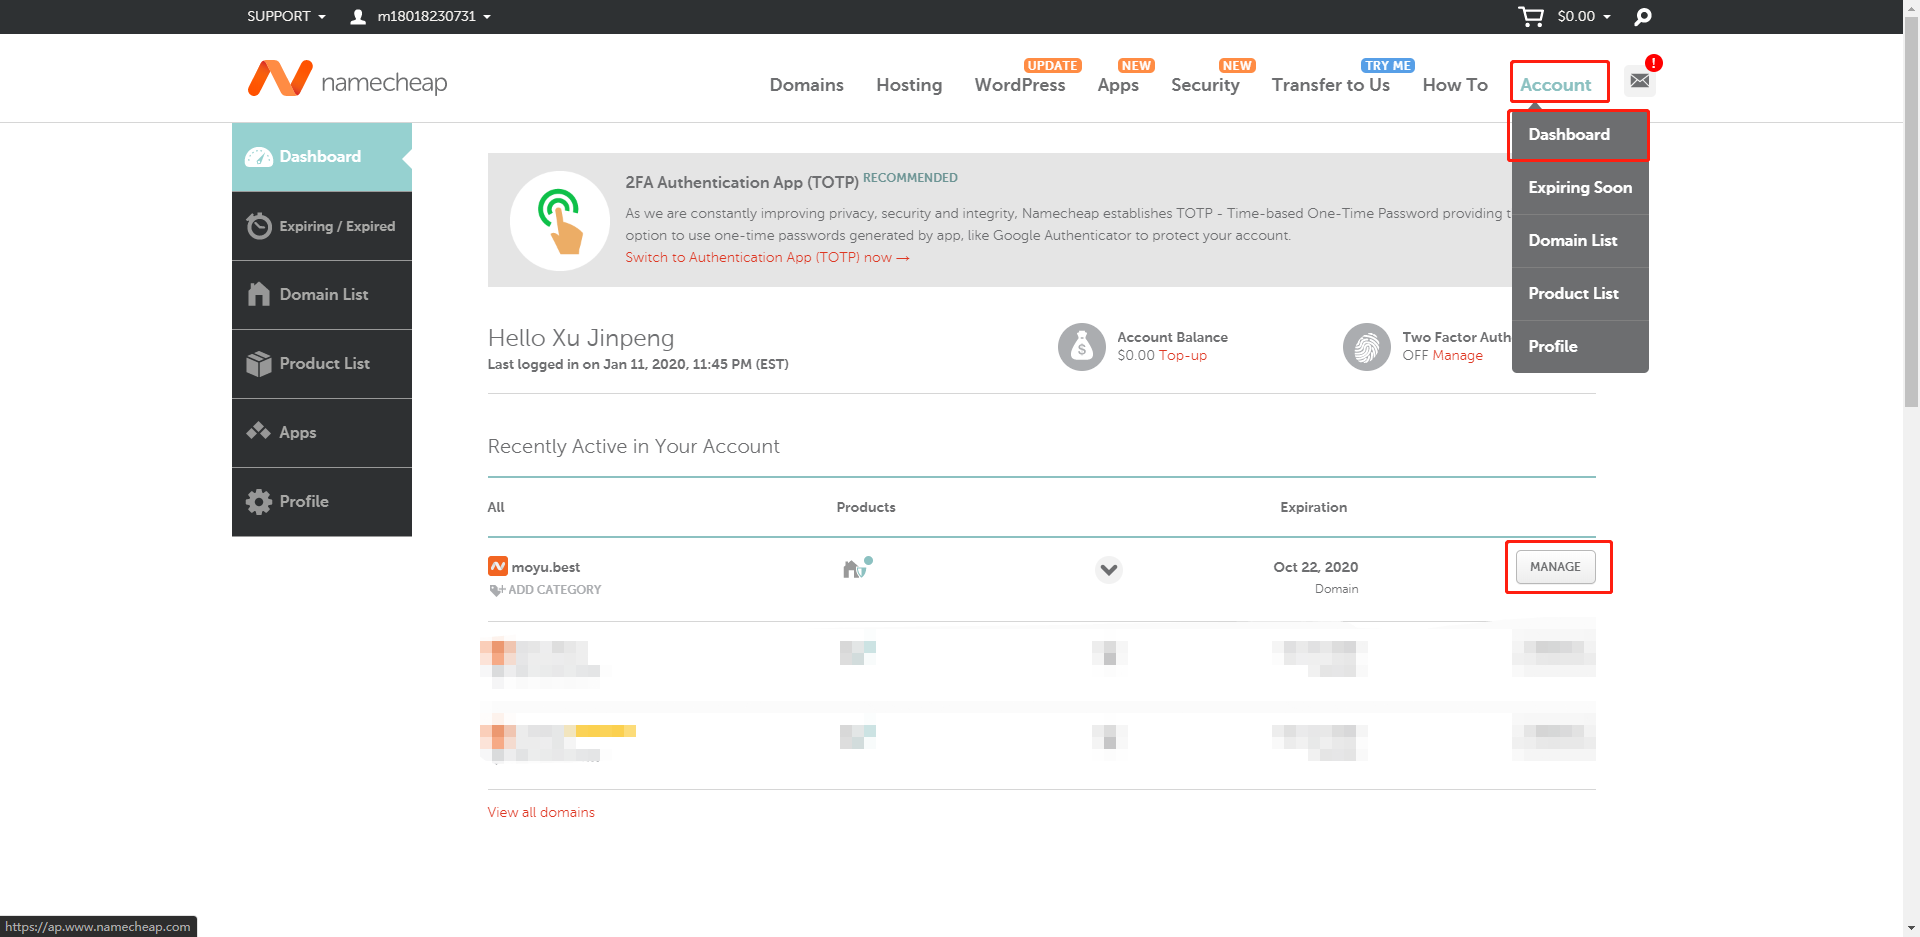 SUPPORT
m18018230731
$0.00
namecheap
Domains
Hosting
UPDATE
WordPress
NEW
Apps
NEW
Security
TRY ME
Transfer to Us
How To
Account
!
Dashboard
Expiring Soon
Domain List
Product List
Profile
Dashboard
Expiring / Expired
Domain List
Product List
Apps
Profile
2FA Authentication App (TOTP) RECOMMENDED
As we are constantly improving privacy, security and integrity, Namecheap establishes TOTP - Time-based One-Time Password providing
option to use one-time passwords generated by app, like Google Authenticator to protect your account.
Switch to Authentication App (TOTP) now →
Hello Xu Jinpeng
Last logged in on Jan 11, 2020, 11:45 PM (EST)
Account Balance
$0.00 Top-up
Two Factor Auth
OFF Manage
Recently Active in Your Account
All Products Expiration
moyu.best Oct 22, 2020 MANAGE
ADD CATEGORY Domain
View all domains
https://ap.www.namecheap.com